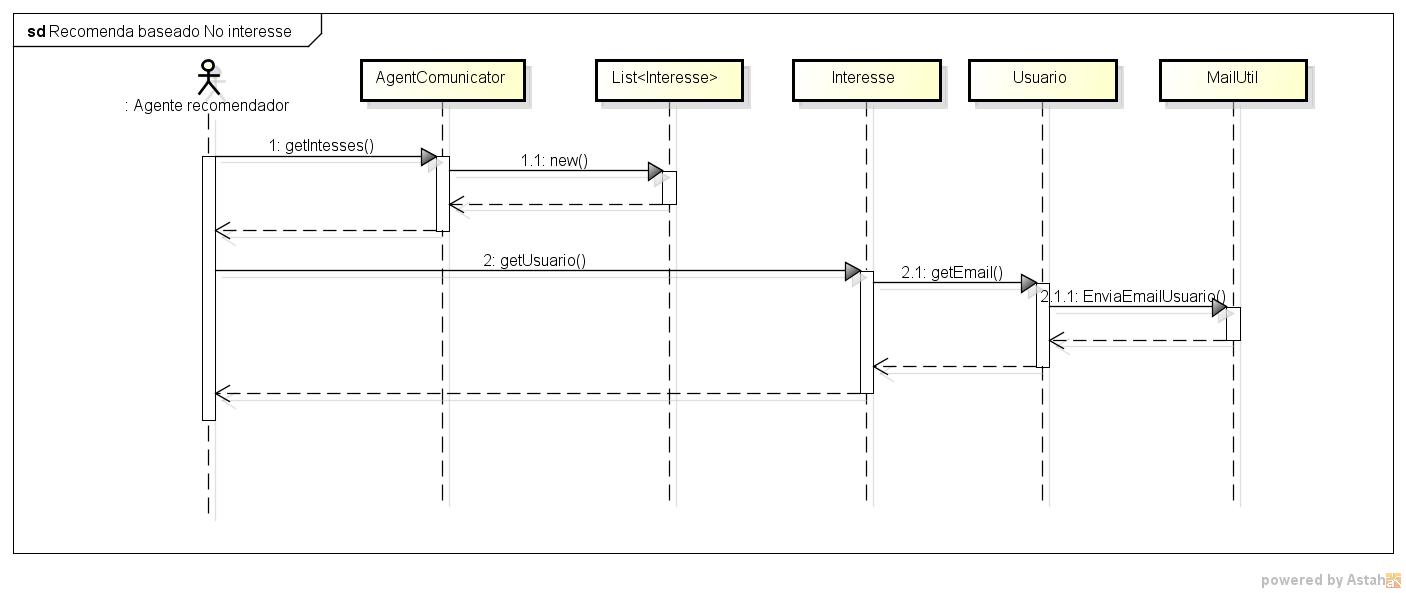 sd Recomenda baseado No interesse
: Agente recomendador
AgentComunicator
List<Interesse>
Interesse
Usuario
MailUtil
1: getIntesses()
1.1: new()
2: getUsuario()
2.1: getEmail()
2.1.1: EnviaEmailUsuario()
powered by Astah